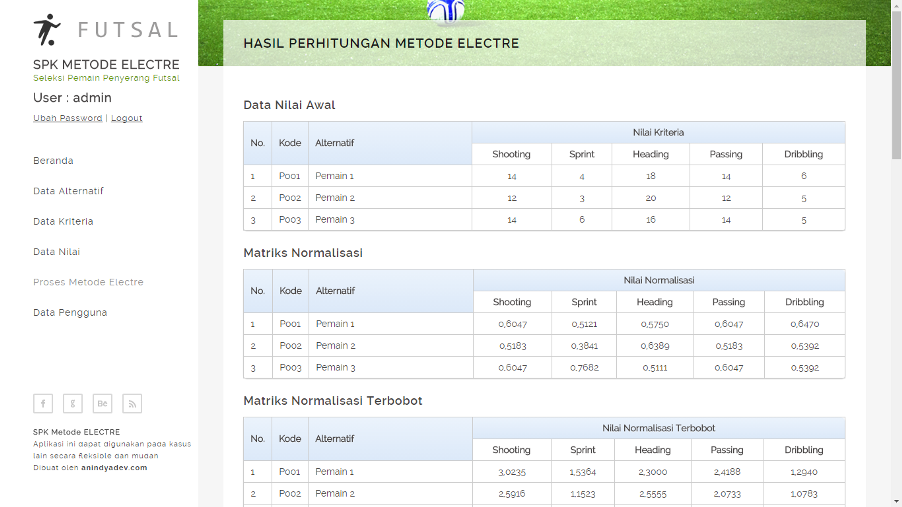 FUTSAL
SPK METODE ELECTRE
Seleksi Pemain Penyerang Futsal
User : admin
Ubah Password | Logout
Beranda
Data Alternatif
Data Kriteria
Data Nilai
Proses Metode Electre
Data Pengguna
f g Be
SPK Metode ELECTRE
Aplikasi ini dapat digunakan pada kasus
lain secara fleksible dan mudah
Dibuat oleh anindyadev.com
HASIL PERHITUNGAN METODE ELECTRE
Data Nilai Awal
No. Kode Alternatif Nilai Kriteria
Shooting Sprint Heading Passing Dribbling
1 P001 Pemain 1 14 4 18 14 6
2 P002 Pemain 2 12 3 20 12 5
3 P003 Pemain 3 14 6 16 14 5
Matriks Normalisasi
No. Kode Alternatif Nilai Normalisasi
Shooting Sprint Heading Passing Dribbling
1 P001 Pemain 1 0,6047 0,5121 0,5750 0,6047 0,6470
2 P002 Pemain 2 0,5183 0,3841 0,6389 0,5183 0,5392
3 P003 Pemain 3 0,6047 0,7682 0,5111 0,6047 0,5392
Matriks Normalisasi Terbobot
No. Kode Alternatif Nilai Normalisasi Terbobot
Shooting Sprint Heading Passing Dribbling
1 P001 Pemain 1 3,0235 1,5364 2,3000 2,4188 1,2940
2 P002 Pemain 2 2,5916 1,1523 2,5555 2,0733 1,0783